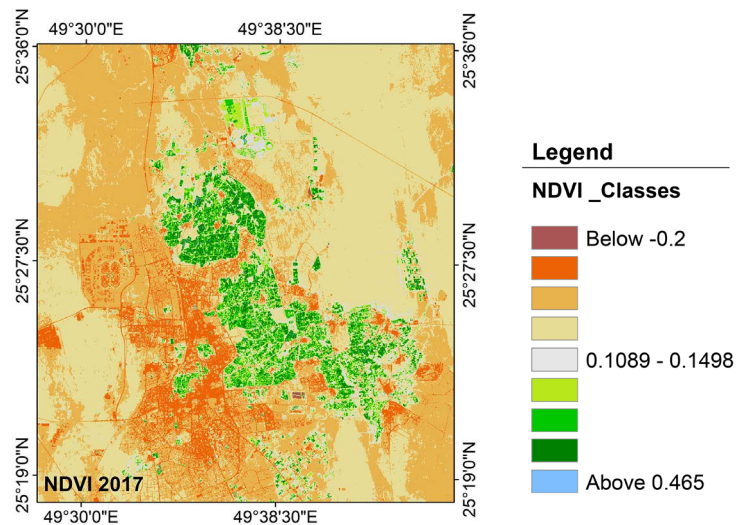 49°30'0"E 49°38'30"E
25°36'0"N 25°36'0"N
Legend
NDVI _Classes
Below -0.2
25°27'30"N 25°27'30"N
0.1089 - 0.1498
Above 0.465
25°19'0"N 25°19'0"N
NDVI 2017
49°30'0"E 49°38'30"E